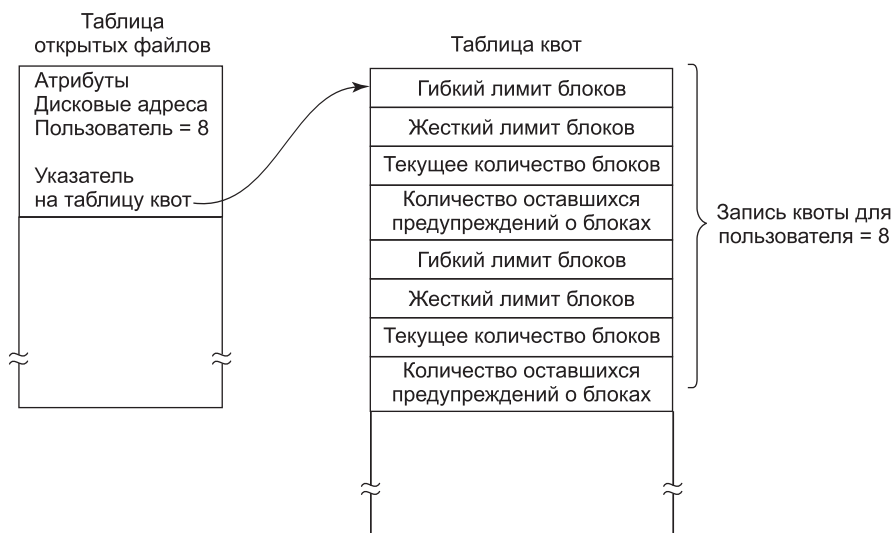 Таблица
открытых файлов
Атрибуты
Дисковые адреса
Пользователь = 8
Указатель
на таблицу квот
Таблица квот
Гибкий лимит блоков
Жесткий лимит блоков
Текущее количество блоков
Количество оставшихся
предупреждений о блоках
Гибкий лимит блоков
Жесткий лимит блоков
Текущее количество блоков
Количество оставшихся
предупреждений о блоках
Запись квоты для
пользователя = 8